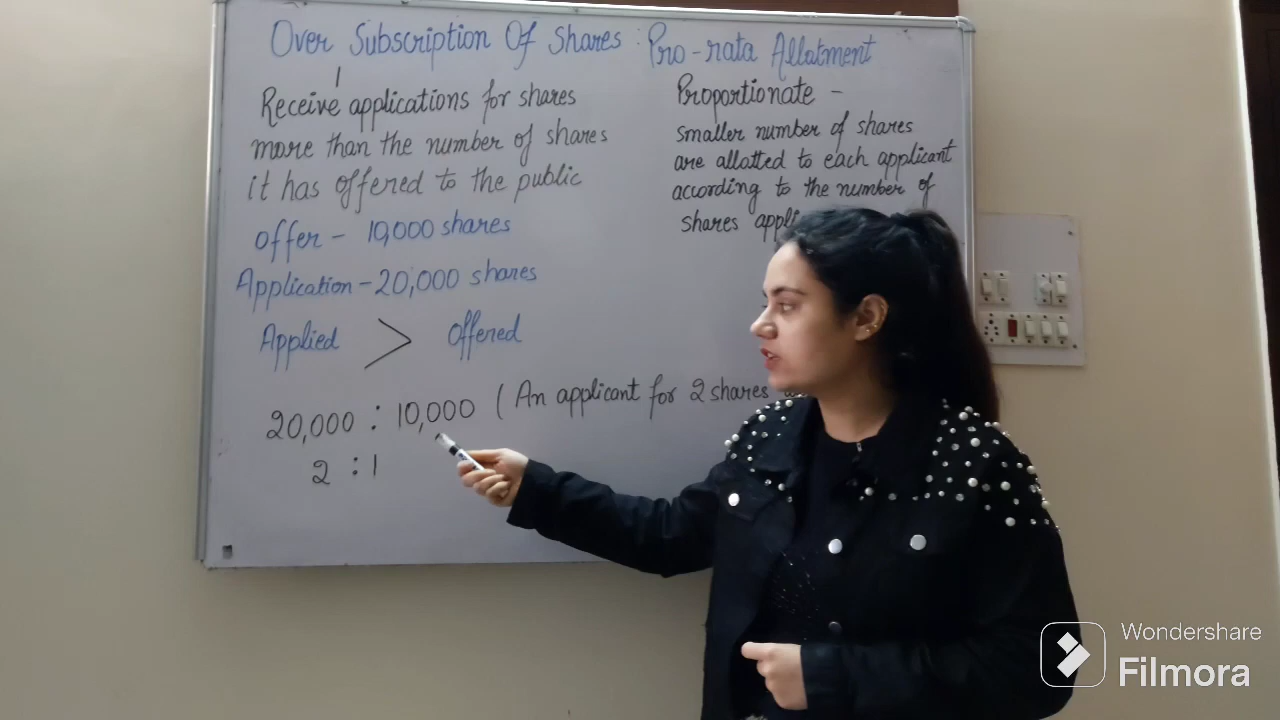 Over Subscription Of Shares : Pro-rata Allotment
Receive applications for shares
more than the number of shares
it has offered to the public
Offer - 10,000 shares
Application - 20,000 shares
Applied > Offered
Proportionate -
smaller number of shares
are allotted to each applicant
according to the number of
shares
20,000 : 10,000 ( An applicant for 2 shares
2 : 1
Wondershare
Filmora